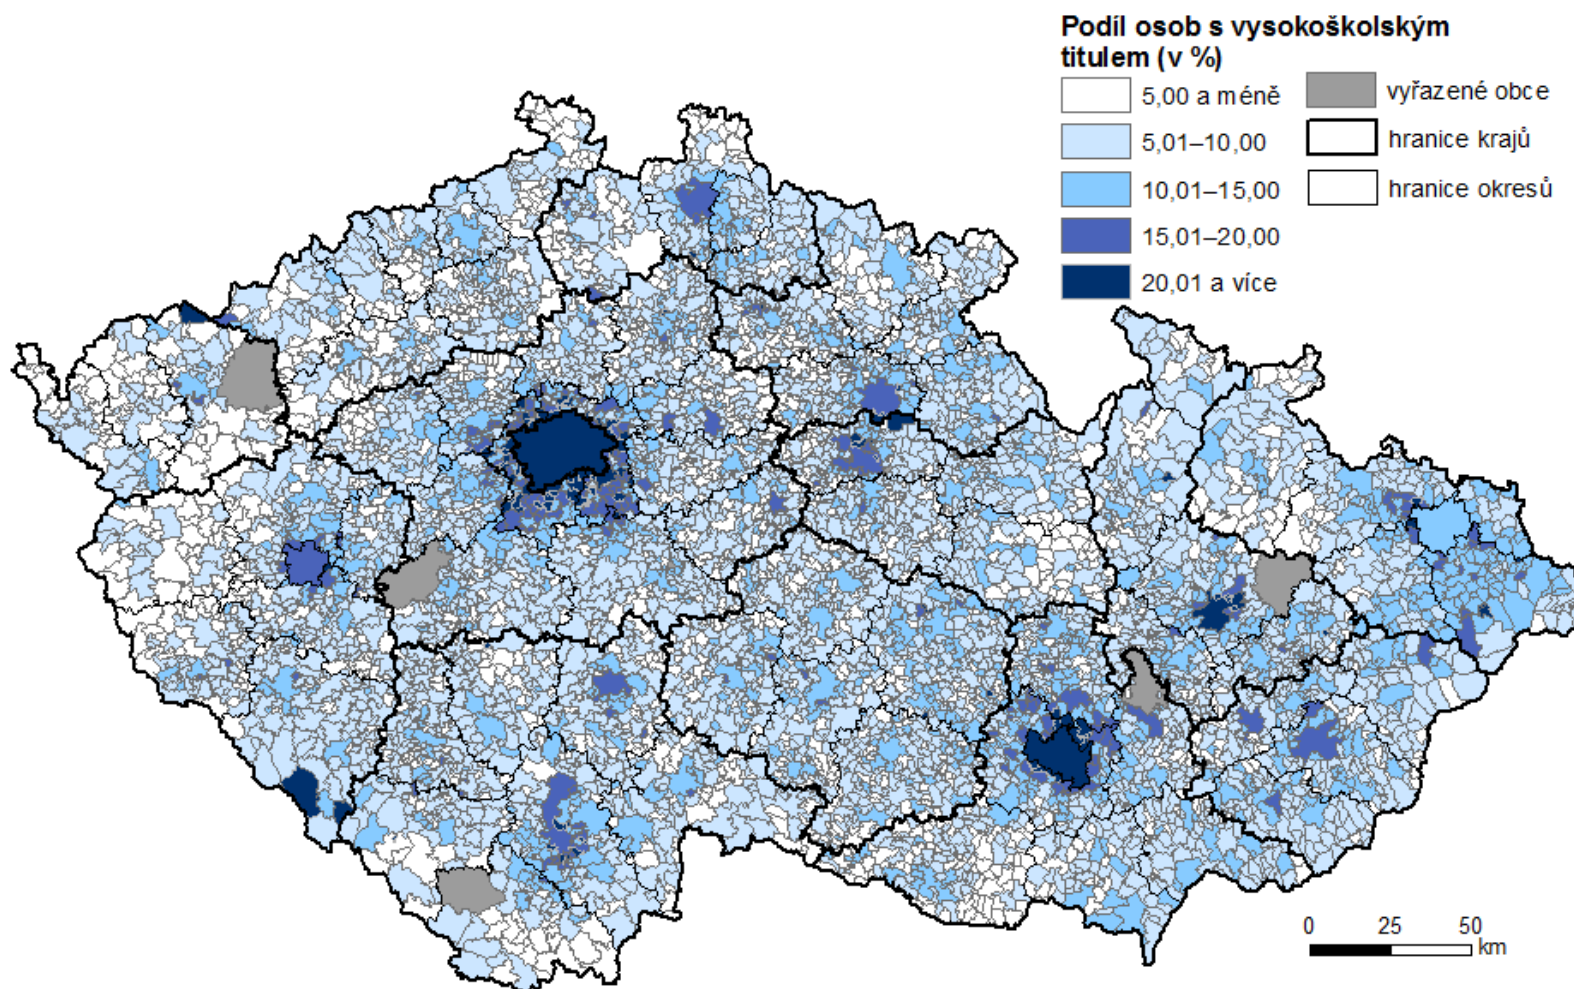 Podíl osob s vysokoškolským
titulem (v %)
5,00 a méně
5,01–10,00
10,01–15,00
15,01–20,00
20,01 a více
vyřazené obce
hranice krajů
hranice okresů
0 25 50
km